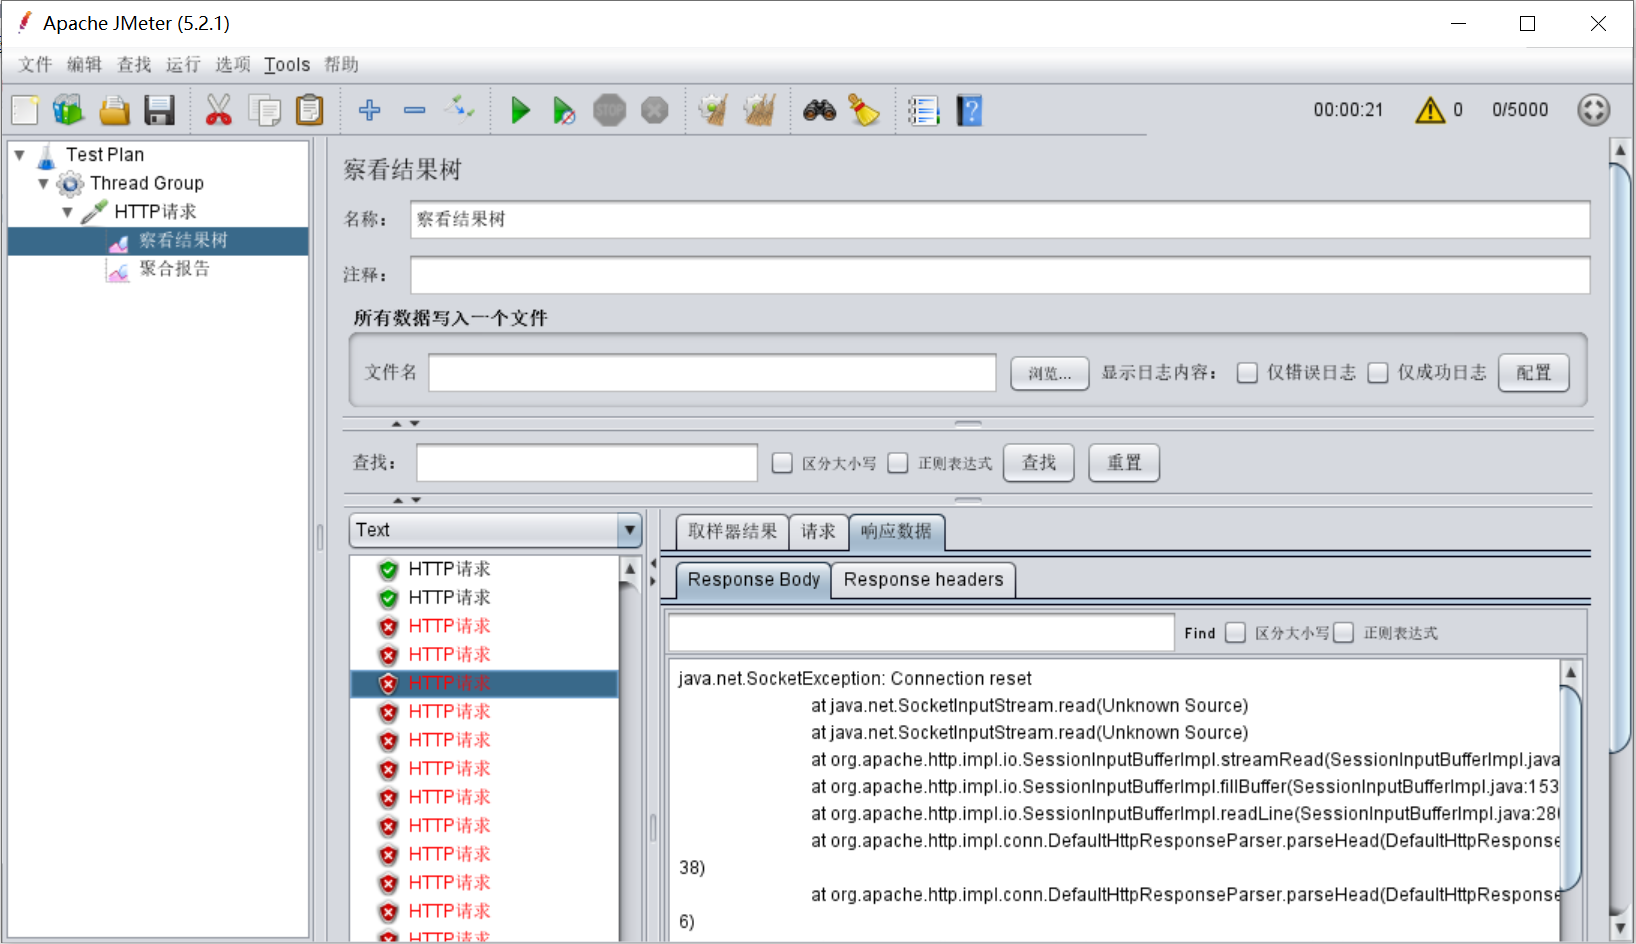 Apache JMeter (5.2.1)
文件 编辑 查找 运行 选项 Tools 帮助
STOP
00:00:21 0 0/5000
Test Plan
Thread Group
HTTP请求
察看结果树
聚合报告
察看结果树
名称： 察看结果树
注释：
所有数据写入一个文件
文件名 浏览... 显示日志内容： 仅错误日志 仅成功日志 配置
查找： 区分大小写 正则表达式 查找 重置
Text
HTTP请求
HTTP请求
HTTP请求
HTTP请求
HTTP请求
HTTP请求
HTTP请求
HTTP请求
HTTP请求
HTTP请求
HTTP请求
HTTP请求
HTTP请求
HTTP请求
取样器结果 请求 响应数据
Response Body Response headers
Find 区分大小写 正则表达式
java.net.SocketException: Connection reset
at java.net.SocketInputStream.read(Unknown Source)
at java.net.SocketInputStream.read(Unknown Source)
at org.apache.http.impl.io.SessionInputBufferImpl.streamRead(SessionInputBufferImpl.java
at org.apache.http.impl.io.SessionInputBufferImpl.fillBuffer(SessionInputBufferImpl.java:153
at org.apache.http.impl.io.SessionInputBufferImpl.readLine(SessionInputBufferImpl.java:28
at org.apache.http.impl.conn.DefaultHttpResponseParser.parseHead(DefaultHttpResponse
38)
at org.apache.http.impl.conn.DefaultHttpResponseParser.parseHead(DefaultHttpResponse
6)